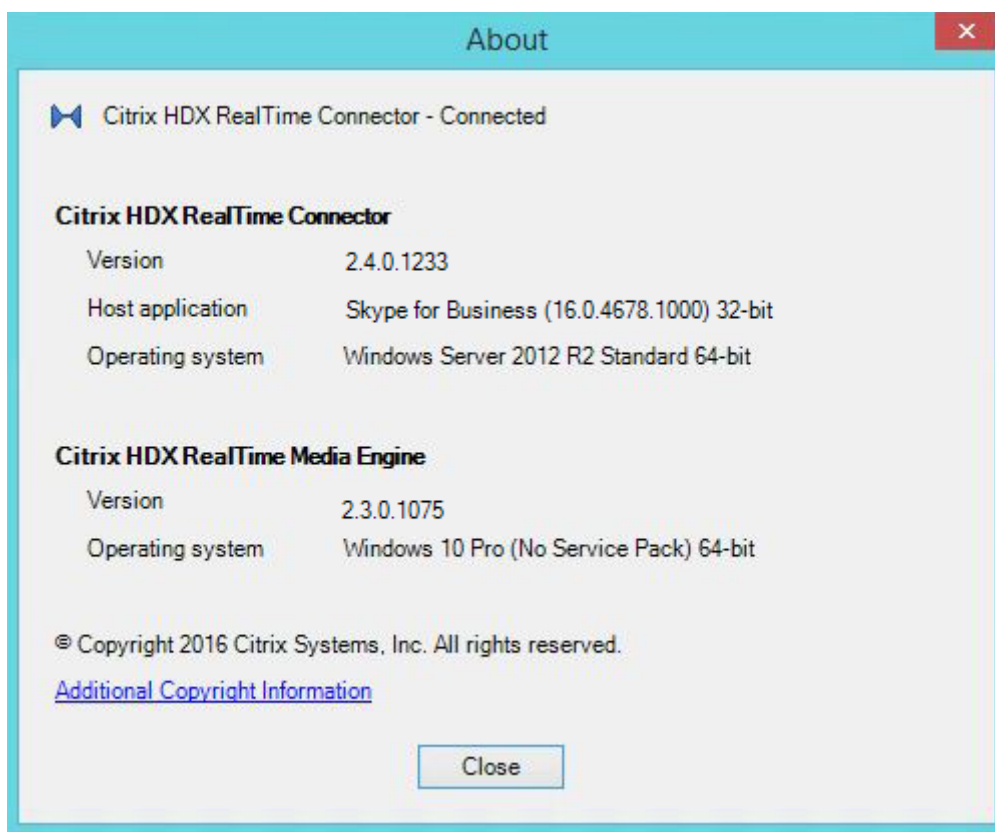 About
Citrix HDX RealTime Connector - Connected
Citrix HDX RealTime Connector
Version 2.4.0.1233
Host application Skype for Business (16.0.4678.1000) 32-bit
Operating system Windows Server 2012 R2 Standard 64-bit
Citrix HDX RealTime Media Engine
Version 2.3.0.1075
Operating system Windows 10 Pro (No Service Pack) 64-bit
© Copyright 2016 Citrix Systems, Inc. All rights reserved.
Additional Copyright Information
Close